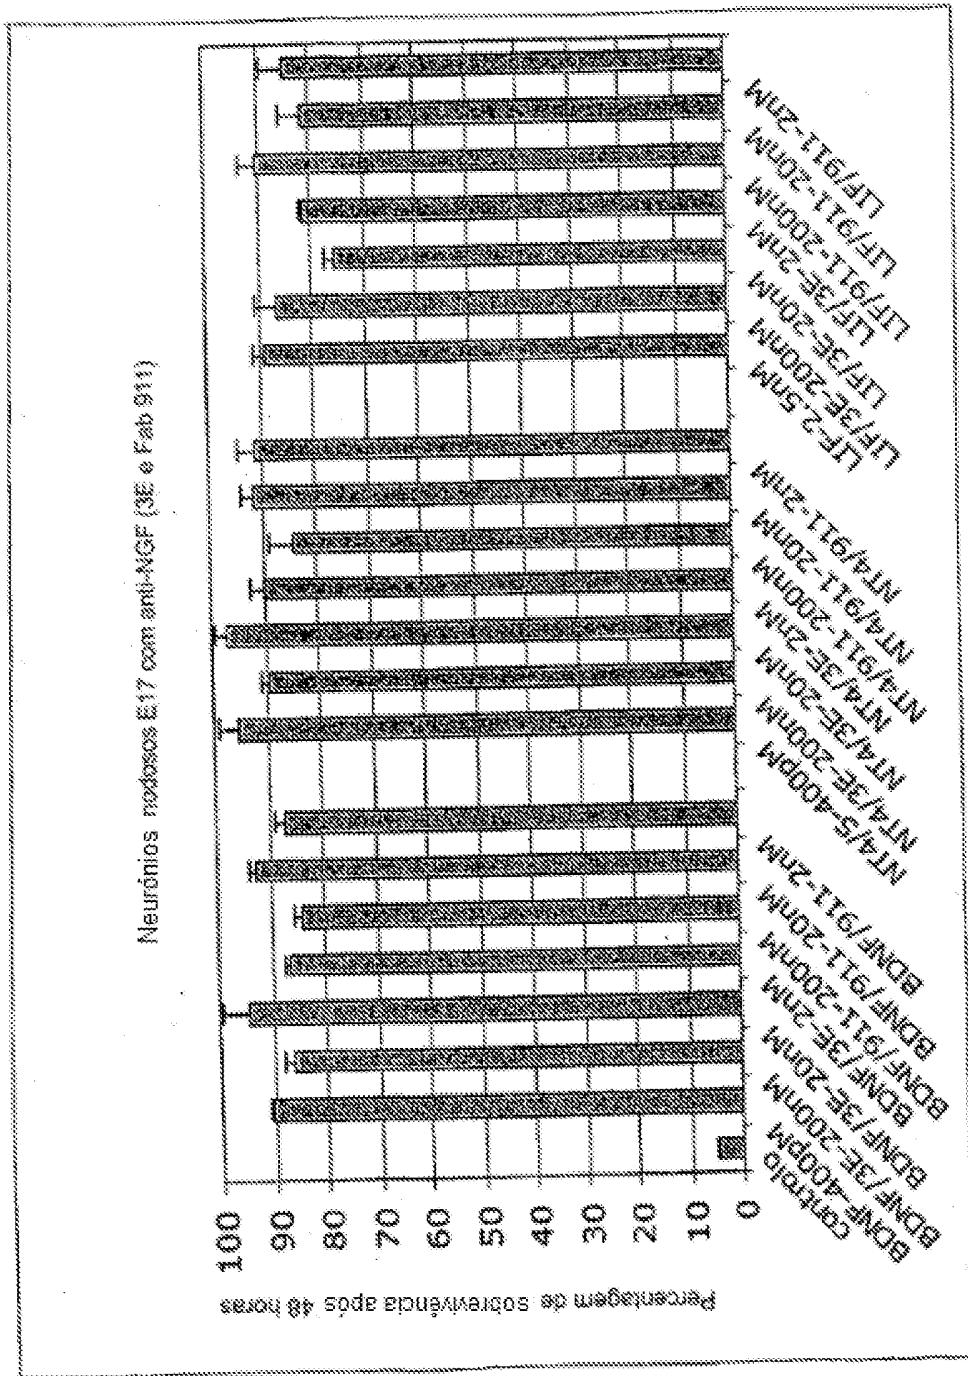 Neurónios nodosos E17 com anti-NGF (3E e Fab 911)
Percentagem de sobrevivência após 48 horas
100
90
80
70
60
50
40
30
20
10
0
controlo
BDNF-400pM
BDNF/3E-200nM
BDNF/3E-20nM
BDNF/3E-2nM
BDNF/911-200nM
BDNF/911-20nM
BDNF/911-2nM
NT4/5-400pM
NT4/3E-200nM
NT4/3E-20nM
NT4/3E-2nM
NT4/911-200nM
NT4/911-20nM
NT4/911-2nM
LIF-2.5nM
LIF/3E-200nM
LIF/3E-20nM
LIF/3E-2nM
LIF/911-200nM
LIF/911-20nM
LIF/911-2nM